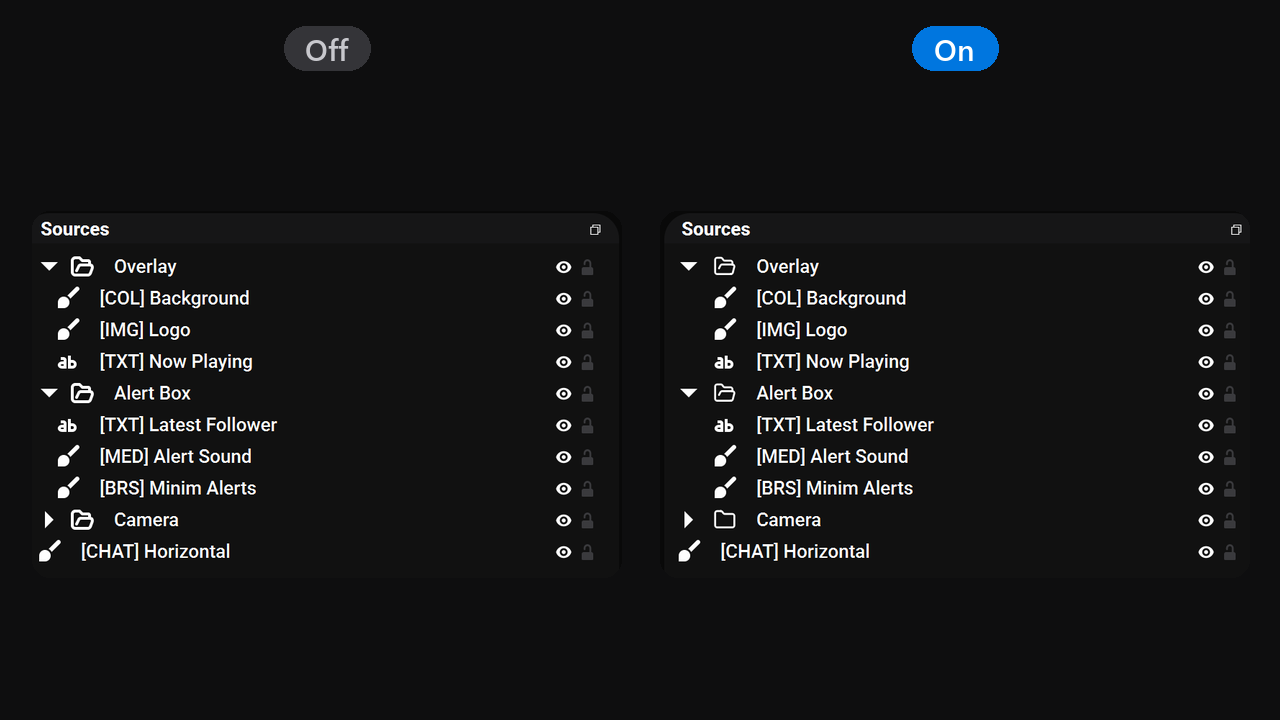 Off
Sources
Overlay
[COL] Background
[IMG] Logo
ab [TXT] Now Playing
Alert Box
ab [TXT] Latest Follower
[MED] Alert Sound
[BRS] Minim Alerts
Camera
[CHAT] Horizontal
On
Sources
Overlay
[COL] Background
[IMG] Logo
ab [TXT] Now Playing
Alert Box
ab [TXT] Latest Follower
[MED] Alert Sound
[BRS] Minim Alerts
Camera
[CHAT] Horizontal